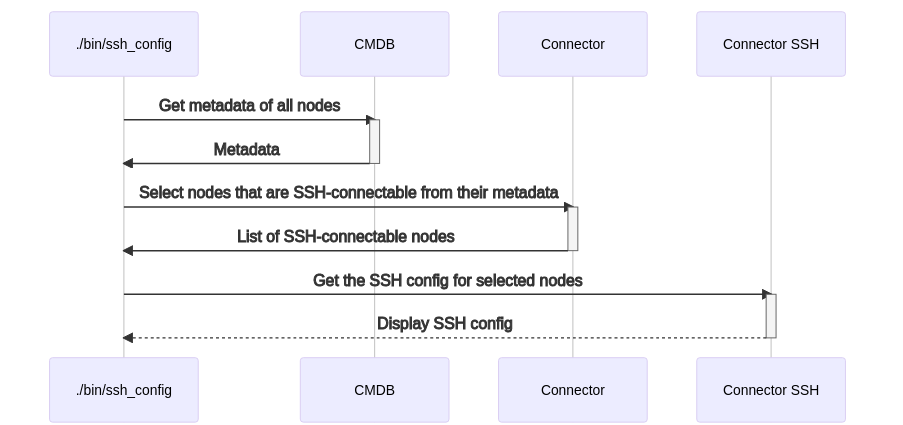 ./bin/ssh_config
CMDB
Connector
Connector SSH
Get metadata of all nodes
Metadata
Select nodes that are SSH-connectable from their metadata
List of SSH-connectable nodes
Get the SSH config for selected nodes
Display SSH config
./bin/ssh_config
CMDB
Connector
Connector SSH